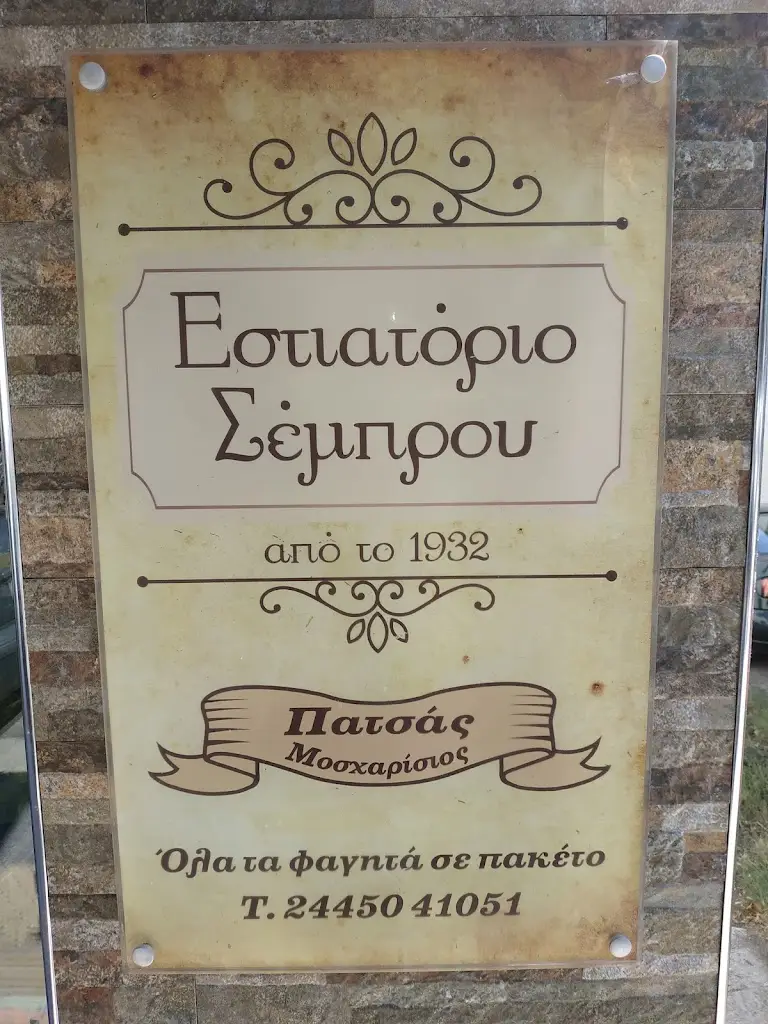 Εστιατόριο
Σέμπρου
από το 1932
Πατσάς
Μοσχαρίσιος
Όλα τα φαγητά σε πακέτο
Τ. 24450 41051